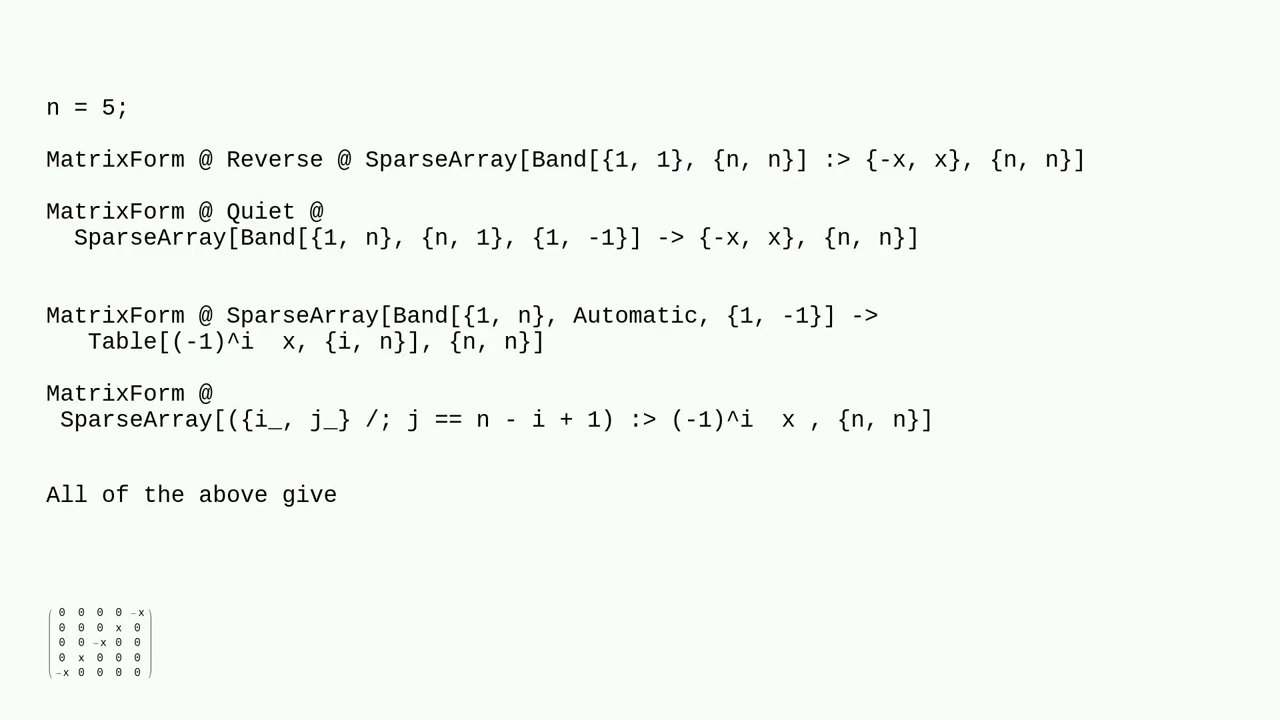 n = 5;
MatrixForm @ Reverse @ SparseArray[Band[{1, 1}, {n, n}] :> {-x, x}, {n, n}]
MatrixForm @ Quiet @
SparseArray[Band[{1, n}, {n, 1}, {1, -1}] -> {-x, x}, {n, n}]
MatrixForm @ SparseArray[Band[{1, n}, Automatic, {1, -1}] ->
Table[(-1)^i  x, {i, n}], {n, n}]
MatrixForm @
SparseArray[({i_, j_} /; j == n - i + 1) :> (-1)^i  x , {n, n}]
All of the above give
0 0 0 0 -x
0 0 0 x 0
0 0 -x 0 0
0 x 0 0 0
-x 0 0 0 0